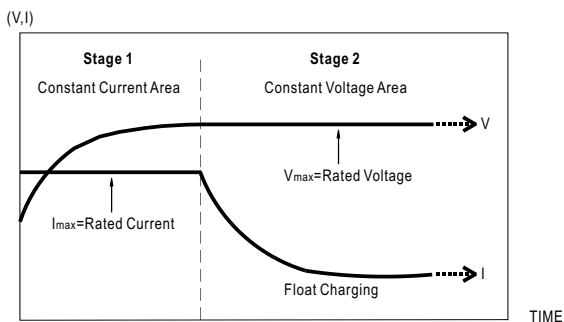 (V,I)
Stage 1
Stage 2
Constant Current Area
Constant Voltage Area
V
Vmax=Rated Voltage
Imax=Rated Current
I
Float Charging
TIME